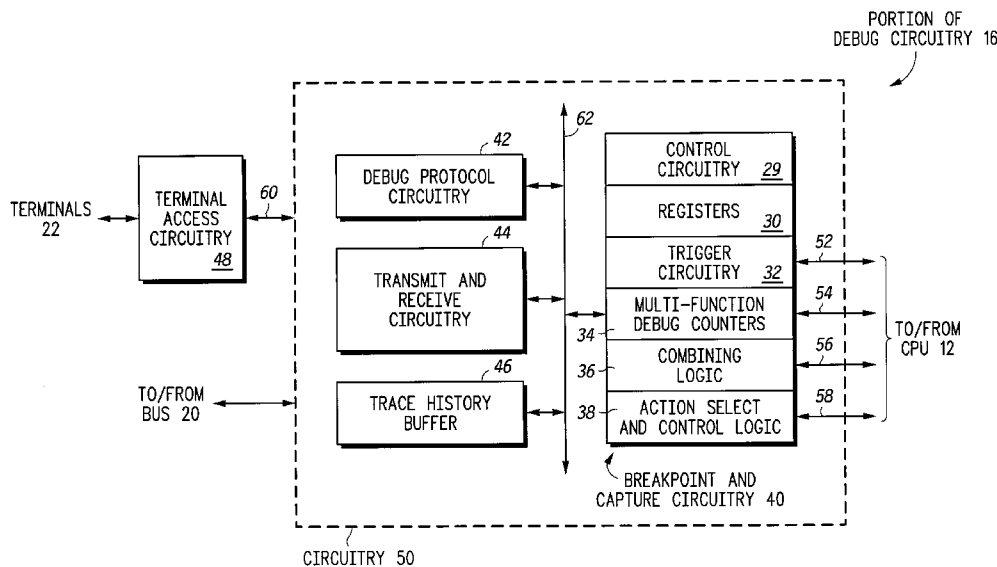 PORTION OF
DEBUG CIRCUITRY 16
62
42
DEBUG PROTOCOL
CIRCUITRY
CONTROL
CIRCUITRY
29
TERMINALS
22
TERMINAL
ACCESS
CIRCUITRY
48
60
REGISTERS
30
44
TRANSMIT AND
RECEIVE
CIRCUITRY
TRIGGER
CIRCUITRY
32
52
MULTI-FUNCTION
DEBUG COUNTERS
34
54
TO/FROM
CPU 12
COMBINING
LOGIC
36
56
TO/FROM
BUS 20
46
TRACE HISTORY
BUFFER
38
ACTION SELECT
AND CONTROL LOGIC
58
BREAKPOINT AND
CAPTURE CIRCUITRY 40
CIRCUITRY 50